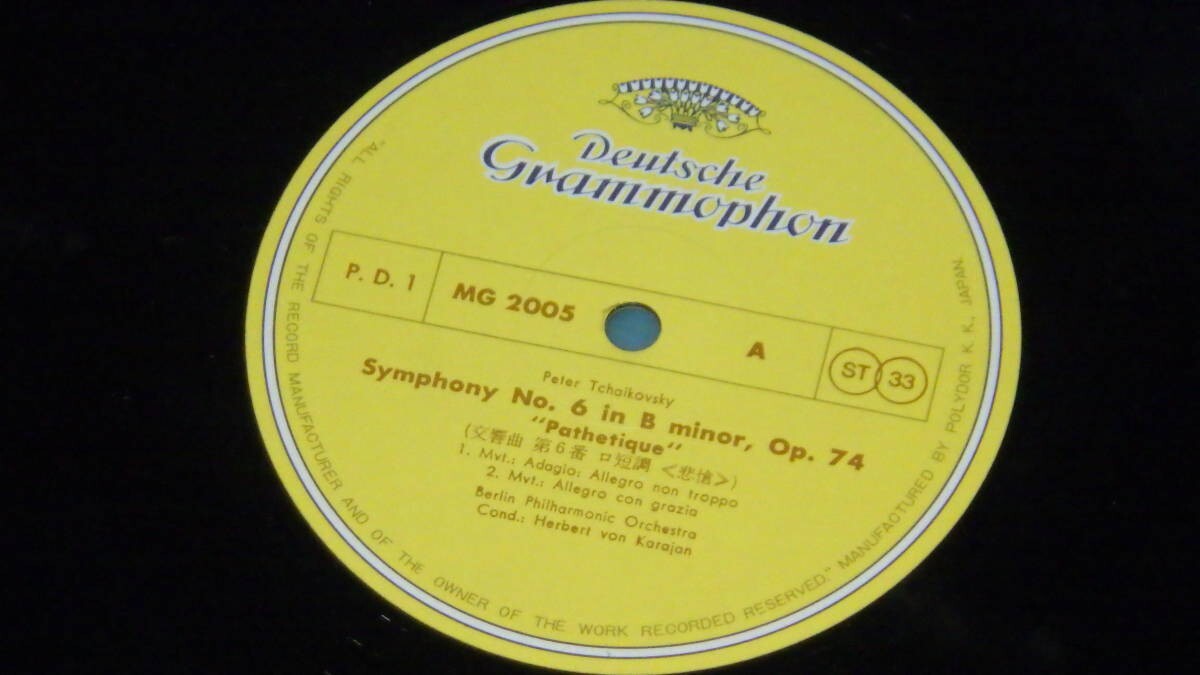 Deutsche
Grammophon
P. D. 1
MG 2005
A
ST 33
Peter Tchaikovsky
Symphony No. 6 in B minor, Op. 74
"Pathetique"
(交響曲 第6番 ロ短調 <悲愴>)
1. Mvt.: Adagio: Allegro non troppo
2. Mvt.: Allegro con grazia
Berlin Philharmonic Orchestra
Cond.: Herbert von Karajan
"ALL RIGHTS OF THE RECORD MANUFACTURER AND OF THE OWNER OF THE WORK RECORDED RESERVED." MANUFACTURED BY POLYDOR K. K., JAPAN.